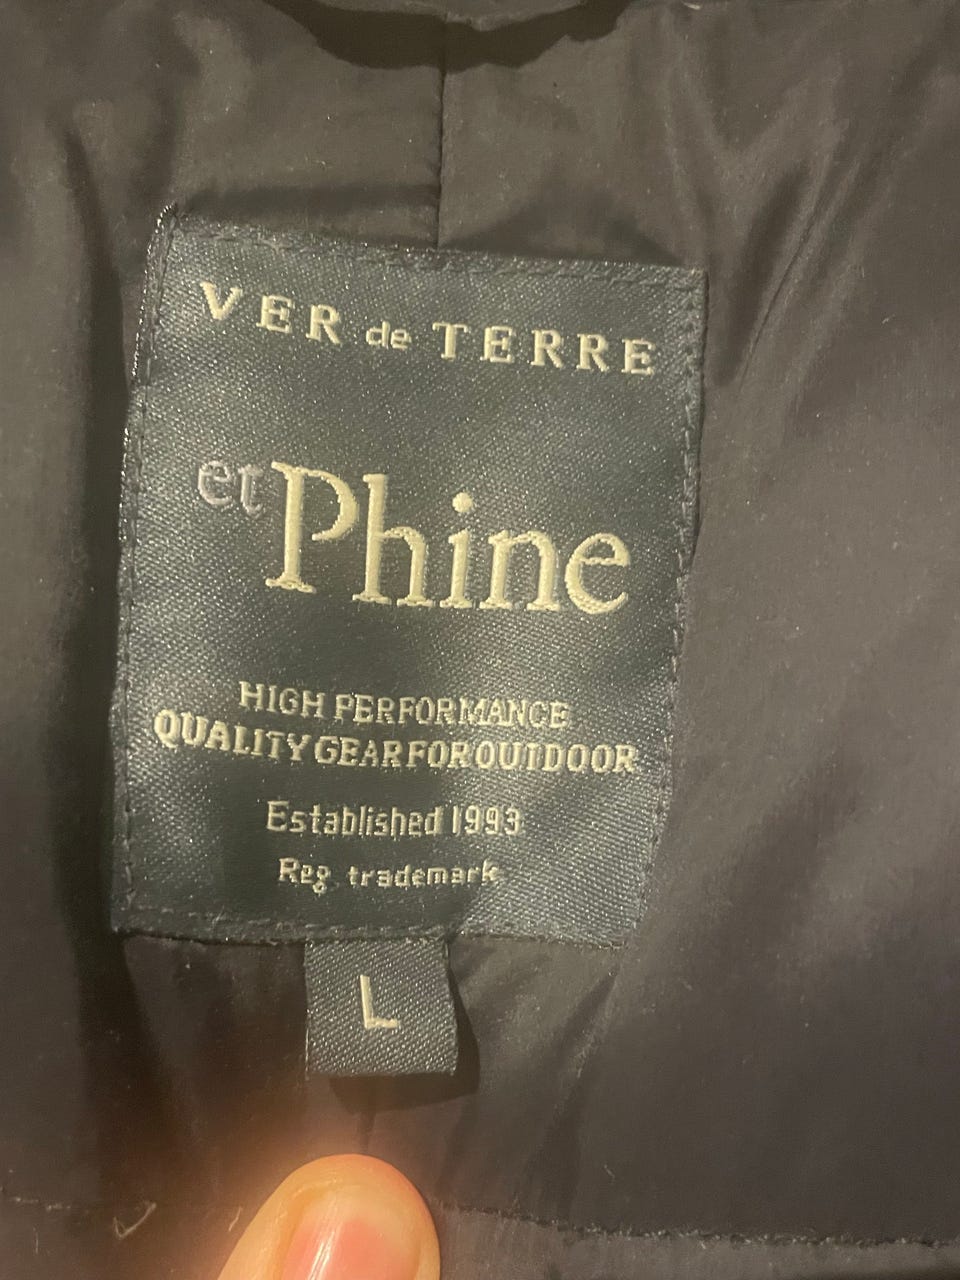 VER de TERRE
et Phine
HIGH PERFORMANCE
QUALITY GEAR FOR OUTDOOR
Established 1993
Reg trademark
L